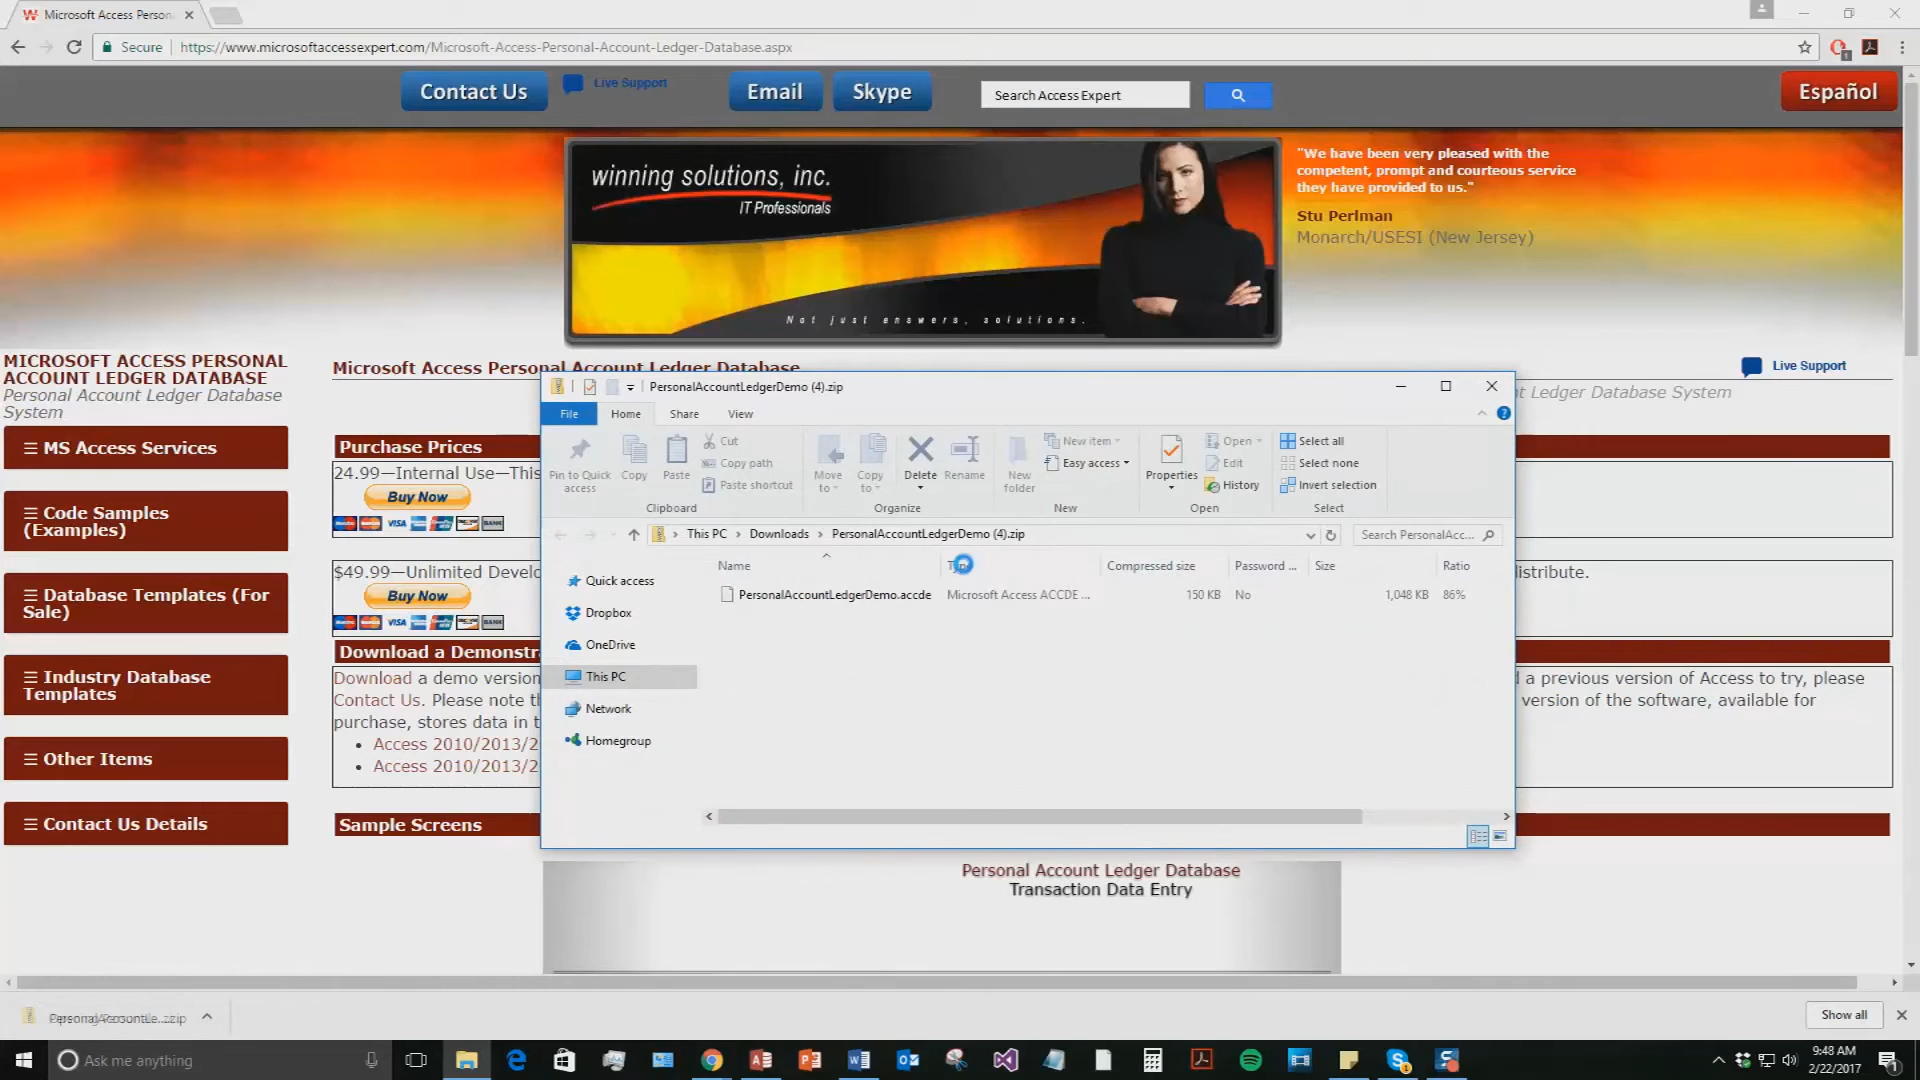 Microsoft Access Person
Secure
https://www.microsoftaccessexpert.com/Microsoft-Access-Personal-Account-Ledger-Database.aspx
Contact Us
Live Support
Email
Skype
Search Access Expert
Español
winning solutions, inc.
IT Professionals
Not just answers, solutions.
"We have been very pleased with the
competent, prompt and courteous service
they have provided to us."
Stu Perlman
Monarch/USESI (New Jersey)
MICROSOFT ACCESS PERSONAL
ACCOUNT LEDGER DATABASE
Personal Account Ledger Database
System
☰ MS Access Services
☰ Code Samples
(Examples)
☰ Database Templates (For
Sale)
☰ Industry Database
Templates
☰ Other Items
☰ Contact Us Details
Microsoft Access Personal Account Ledger Database
Live Support
nt Ledger Database System
Purchase Prices
24.99—Internal Use—This
Buy Now
VISA
BANK
$49.99—Unlimited Develo
istribute.
Buy Now
VISA
BANK
Download a Demonstra
Download a demo version
d a previous version of Access to try, please
Contact Us. Please note th
version of the software, available for
purchase, stores data in t
• Access 2010/2013/2
• Access 2010/2013/2
Sample Screens
Personal Account Ledger Database
Transaction Data Entry
PersonalAccountLedgerDemo (4).zip
File
Home
Share
View
Pin to Quick
access
Copy
Paste
Cut
Copy path
Paste shortcut
Clipboard
Move
to
Copy
to
Delete
Rename
Organize
New
folder
New item
Easy access
New
Properties
Open
Edit
History
Open
Select all
Select none
Invert selection
Select
This PC
Downloads
PersonalAccountLedgerDemo (4).zip
Search PersonalAcc...
Name
Compressed size
Password ...
Size
Ratio
PersonalAccountLedgerDemo.accde
Microsoft Access ACCDE ...
150 KB
No
1,048 KB
86%
Quick access
Dropbox
OneDrive
This PC
Network
Homegroup
Show all
Ask me anything
9:48 AM
2/22/2017